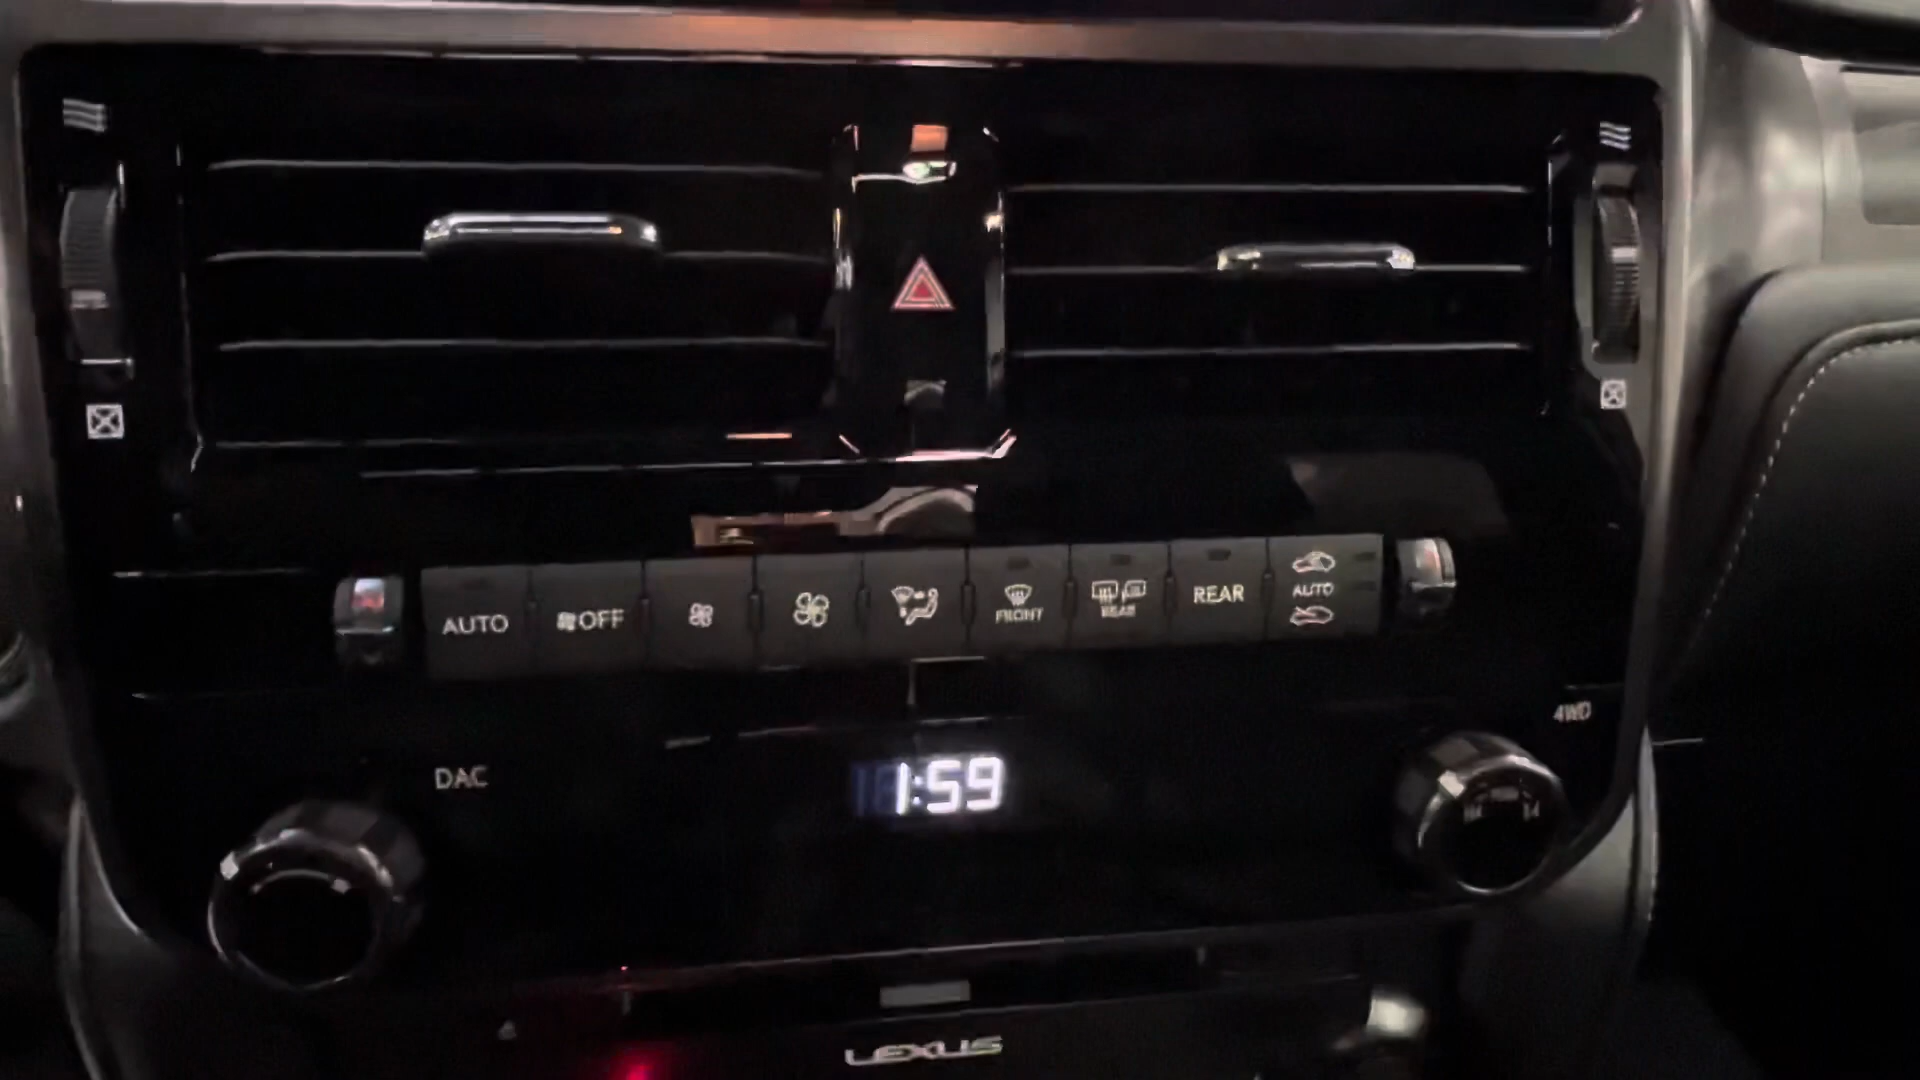 AUTO
OFF
FRONT
REAR
REAR
AUTO
4WD
DAC
1:59
LEXUS